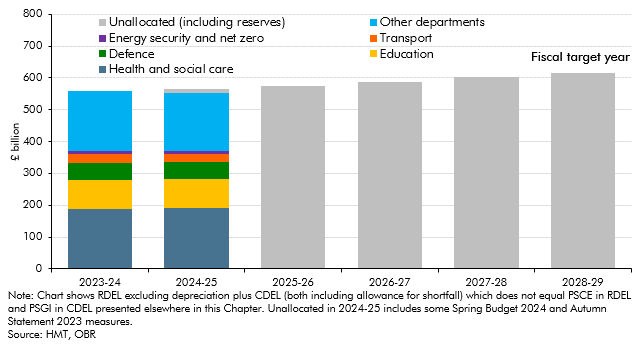 800
700
600
500
400
300
200
100
0
£ billion
Unallocated (including reserves)
Other departments
Energy security and net zero
Transport
Defence
Education
Health and social care
Fiscal target year
2023-24
2024-25
2025-26
2026-27
2027-28
2028-29
Note: Chart shows RDEL excluding depreciation plus CDEL (both including allowance for shortfall) which does not equal PSCE in RDEL
and PSGI in CDEL presented elsewhere in this Chapter. Unallocated in 2024-25 includes some Spring Budget 2024 and Autumn
Statement 2023 measures.
Source: HMT, OBR